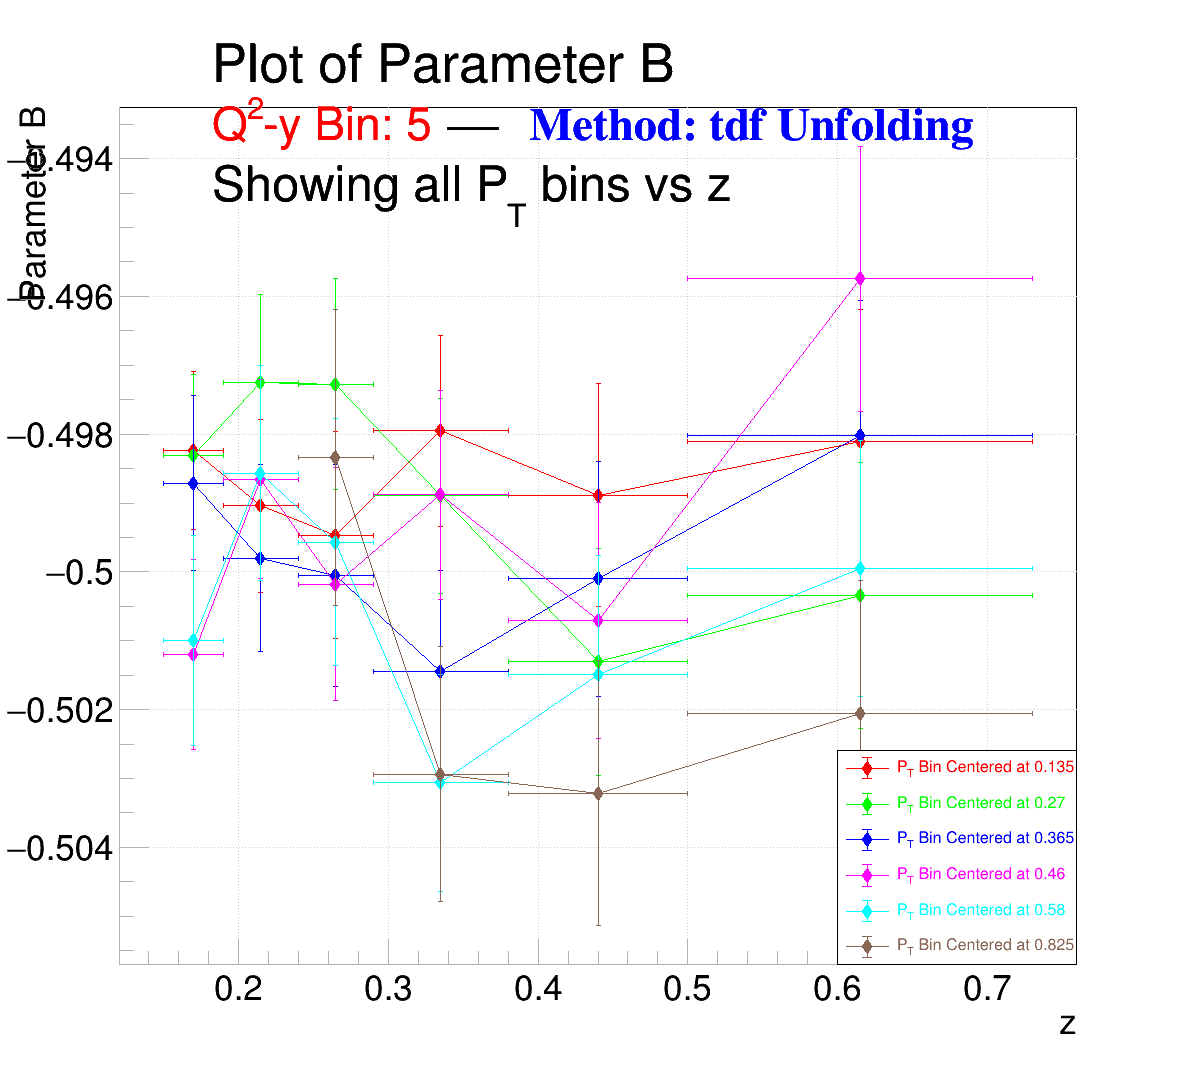 Plot of Parameter B
Q²-y Bin: 5 — Method: tdf Unfolding
Showing all P_T bins vs z
Parameter B
−0.494
−0.496
−0.498
−0.5
−0.502
−0.504
P_T Bin Centered at 0.135
P_T Bin Centered at 0.27
P_T Bin Centered at 0.365
P_T Bin Centered at 0.46
P_T Bin Centered at 0.58
P_T Bin Centered at 0.825
0.2 0.3 0.4 0.5 0.6 0.7
z